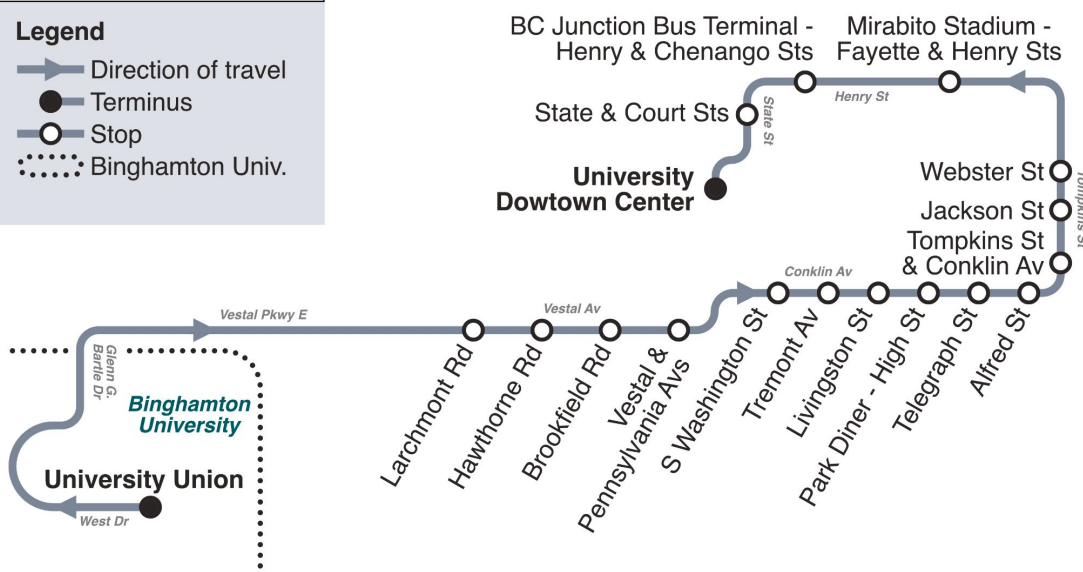 Legend
Direction of travel
Terminus
Stop
Binghamton Univ.
BC Junction Bus Terminal -
Henry & Chenango Sts
Mirabito Stadium -
Fayette & Henry Sts
Henry St
State & Court Sts
State St
University
Dowtown Center
Webster St
Jackson St
Tompkins St
Tompkins St
& Conklin Av
Conklin Av
Vestal Pkwy E
Vestal Av
Larchmont Rd
Hawthorne Rd
Brookfield Rd
Vestal &
Pennsylvania Avs
S Washington St
Tremont Av
Livingston St
Park Diner - High St
Telegraph St
Alfred St
Glenn G.
Bartle Dr
Binghamton
University
University Union
West Dr